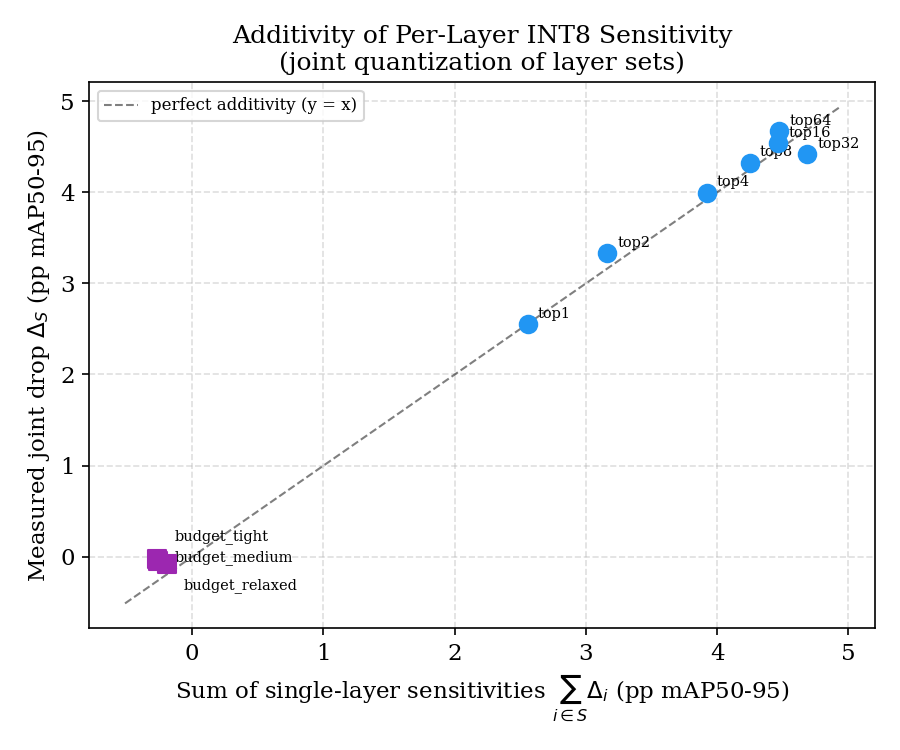 Additivity of Per-Layer INT8 Sensitivity
(joint quantization of layer sets)
perfect additivity (y = x)
Measured joint drop Δ_S (pp mAP50-95)
5
4
3
2
1
0
top64
top16
top32
top8
top4
top2
top1
budget_tight
budget_medium
budget_relaxed
0 1 2 3 4 5
Sum of single-layer sensitivities ∑_{i∈S} Δ_i (pp mAP50-95)